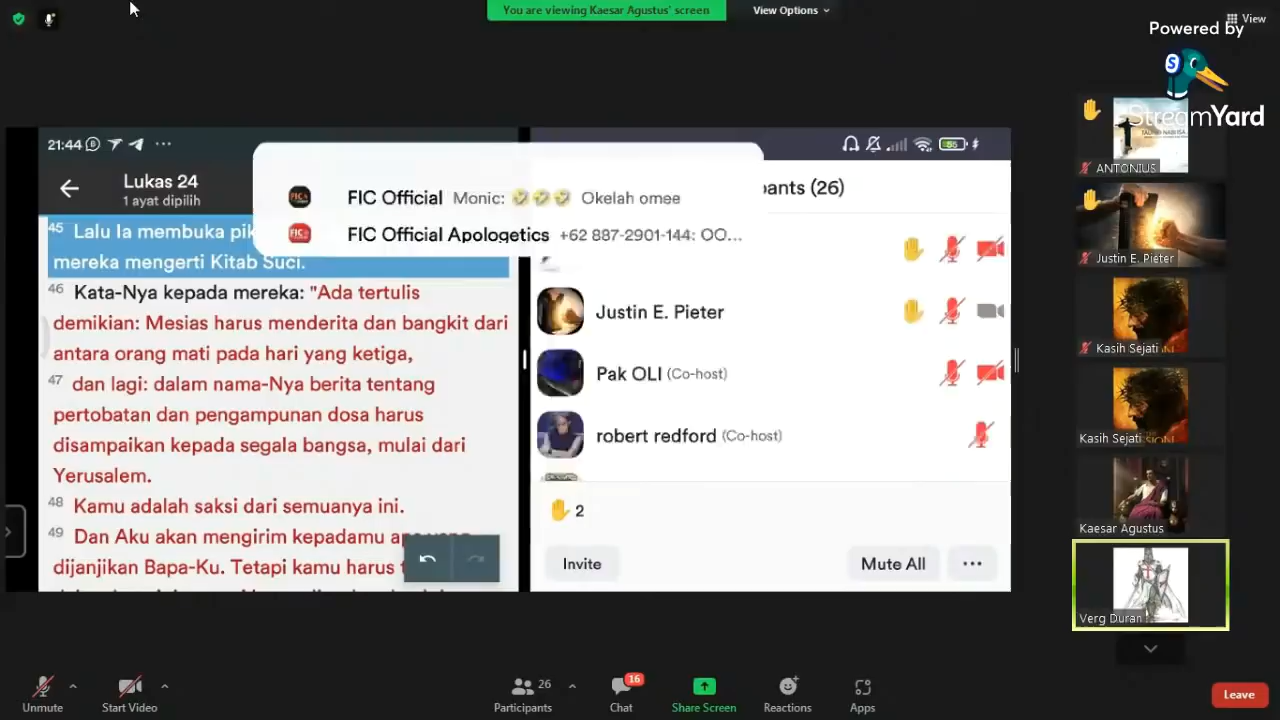 You are viewing Kaesar Agustus' screen
View Options
View
Powered by
StreamYard
21:44
Lukas 24
1 ayat dipilih
FIC Official Monic: 🤣🤣🤣 Okelah omee
FIC Official Apologetics +62 887-2901-144: OO...
(26)
45 Lalu Ia membuka
mereka mengerti Kitab Suci.
46 Kata-Nya kepada mereka: "Ada tertulis
demikian: Mesias harus menderita dan bangkit dari
antara orang mati pada hari yang ketiga,
47 dan lagi: dalam nama-Nya berita tentang
pertobatan dan pengampunan dosa harus
disampaikan kepada segala bangsa, mulai dari
Yerusalem.
48 Kamu adalah saksi dari semuanya ini.
49 Dan Aku akan mengirim kepadamu
dijanjikan Bapa-Ku. Tetapi kamu harus
Justin E. Pieter
Pak OLI (Co-host)
robert redford (Co-host)
✋ 2
Invite
Mute All
...
ANTONIUS
Justin E. Pieter
Kasih Sejati
Kasih Sejati
Kaesar Agustus
Verg Duran
Unmute
Start Video
26
Participants
16
Chat
Share Screen
Reactions
Apps
Leave